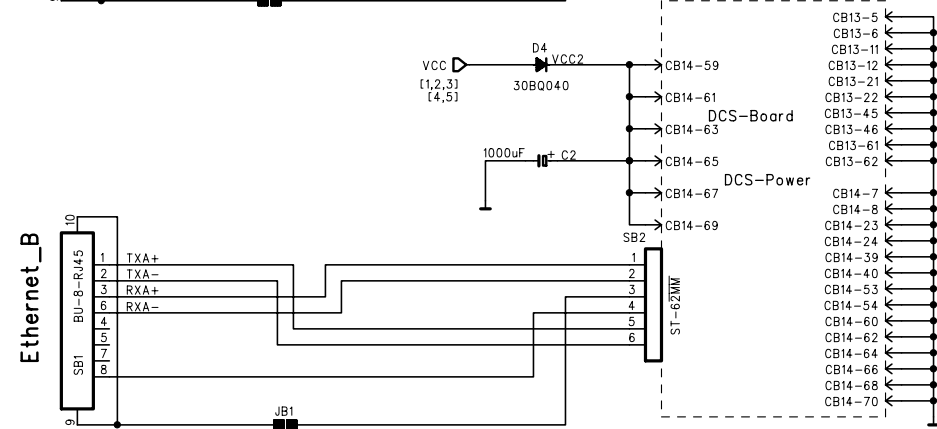 CB13-5
CB13-6
CB13-11
CB13-12
CB13-21
CB13-22
CB13-45
CB13-46
CB13-61
CB13-62
D4
VCC
VCC2
[1,2,3]
[4,5]
30BQ040
CB14-59
CB14-61
DCS-Board
CB14-63
1000uF
+ C2
CB14-65
DCS-Power
CB14-67
CB14-69
CB14-7
CB14-8
CB14-23
CB14-24
CB14-39
CB14-40
CB14-53
CB14-54
CB14-60
CB14-62
CB14-64
CB14-66
CB14-68
CB14-70
Ethernet_B
10
BU-8-RJ45
SB1
9
1 TXA+
2 TXA-
3 RXA+
6 RXA-
4
5
7
8
JB1
SB2
1
2
3
4
5
6
ST-62MM